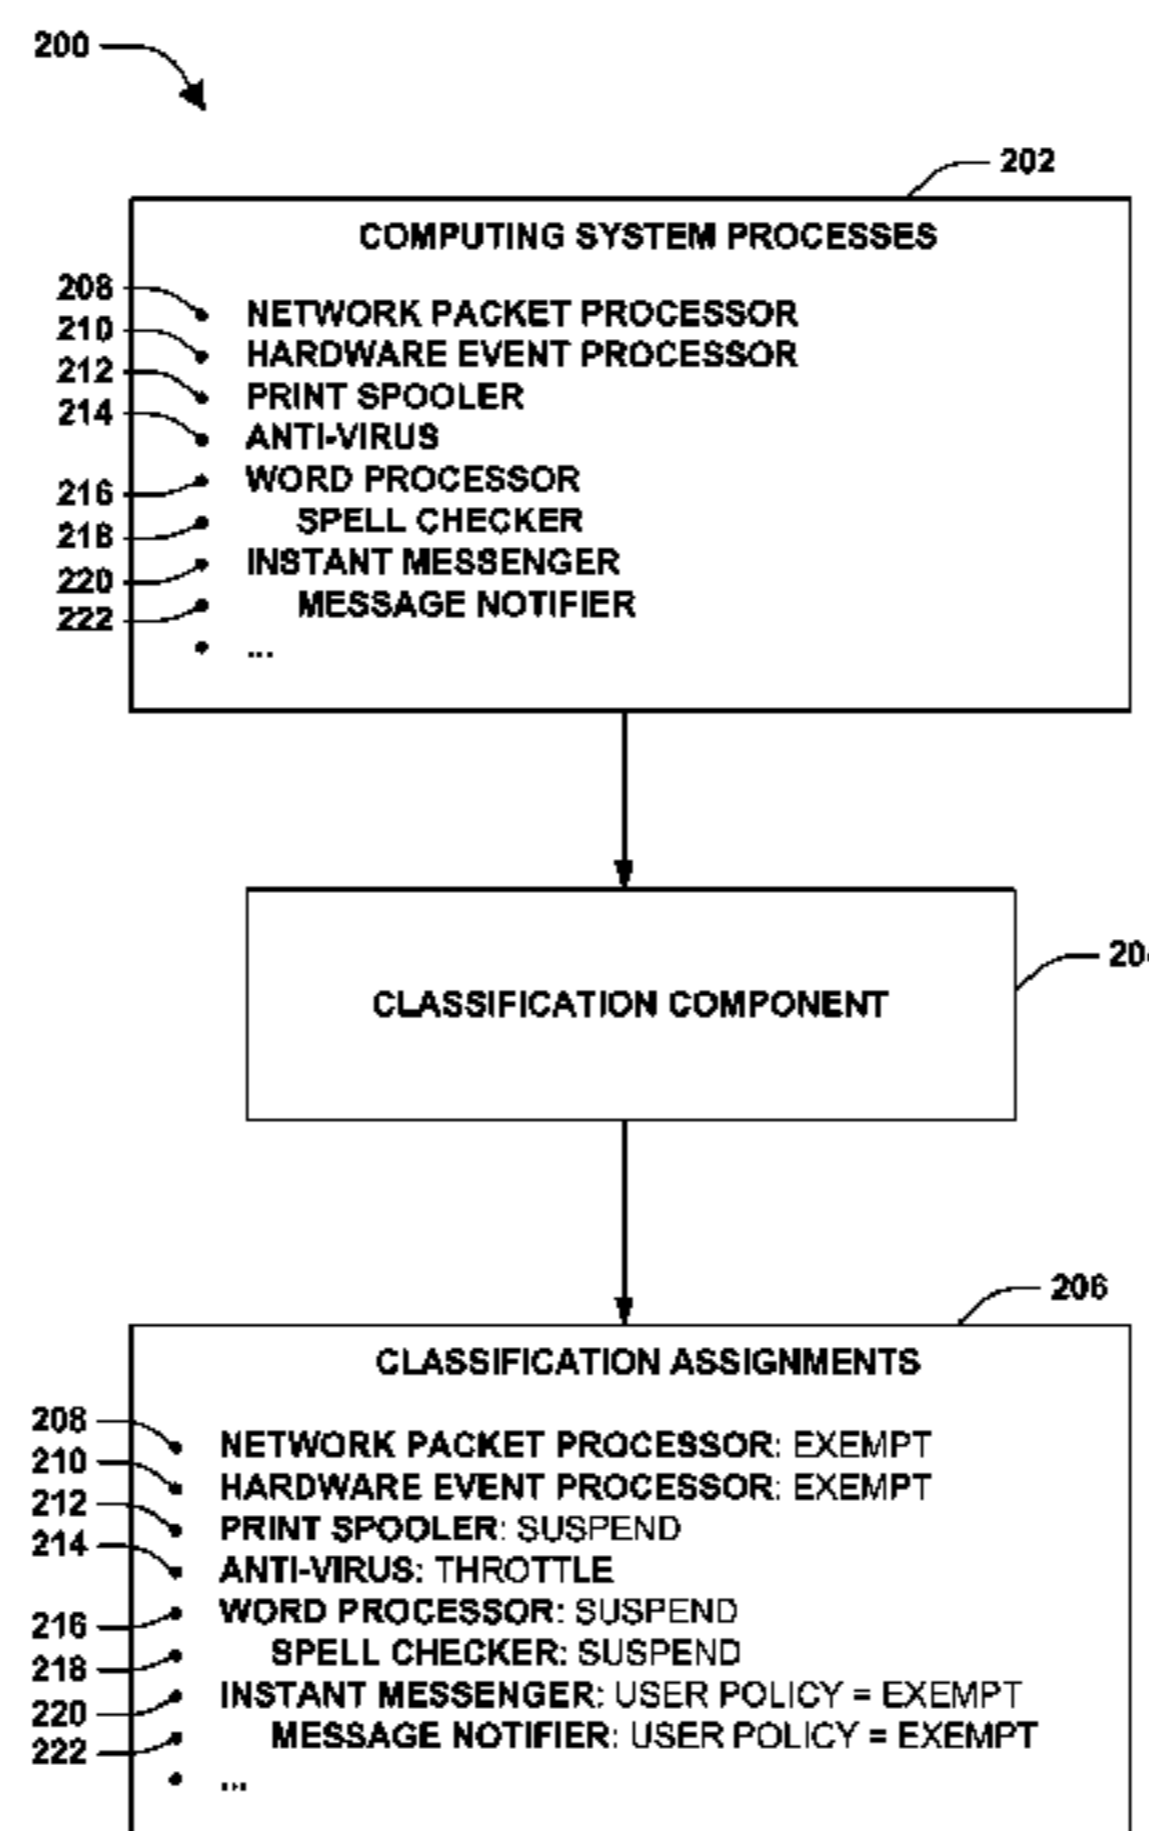 200
202
COMPUTING SYSTEM PROCESSES
208 NETWORK PACKET PROCESSOR
210 HARDWARE EVENT PROCESSOR
212 PRINT SPOOLER
214 ANTI-VIRUS
216 WORD PROCESSOR
218 SPELL CHECKER
220 INSTANT MESSENGER
222 MESSAGE NOTIFIER
...
CLASSIFICATION COMPONENT
206
CLASSIFICATION ASSIGNMENTS
208 NETWORK PACKET PROCESSOR: EXEMPT
210 HARDWARE EVENT PROCESSOR: EXEMPT
212 PRINT SPOOLER: SUSPEND
214 ANTI-VIRUS: THROTTLE
216 WORD PROCESSOR: SUSPEND
218 SPELL CHECKER: SUSPEND
220 INSTANT MESSENGER: USER POLICY = EXEMPT
222 MESSAGE NOTIFIER: USER POLICY = EXEMPT
...